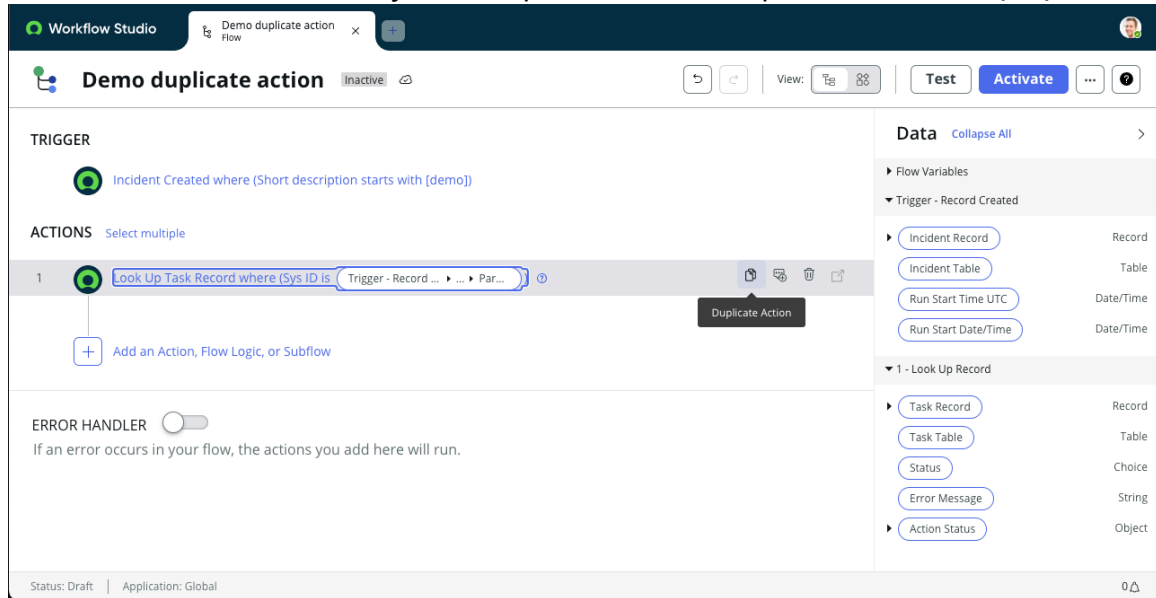 Workflow Studio
Demo duplicate action
Flow
Demo duplicate action Inactive
View: Test Activate
TRIGGER
Incident Created where (Short description starts with [demo])
ACTIONS Select multiple
1 Look Up Task Record where (Sys ID is Trigger - Record ... ▸ ... ▸ Par... )
Duplicate Action
Add an Action, Flow Logic, or Subflow
ERROR HANDLER
If an error occurs in your flow, the actions you add here will run.
Data Collapse All
Flow Variables
Trigger - Record Created
Incident Record Record
Incident Table Table
Run Start Time UTC Date/Time
Run Start Date/Time Date/Time
1 - Look Up Record
Task Record Record
Task Table Table
Status Choice
Error Message String
Action Status Object
Status: Draft | Application: Global
0